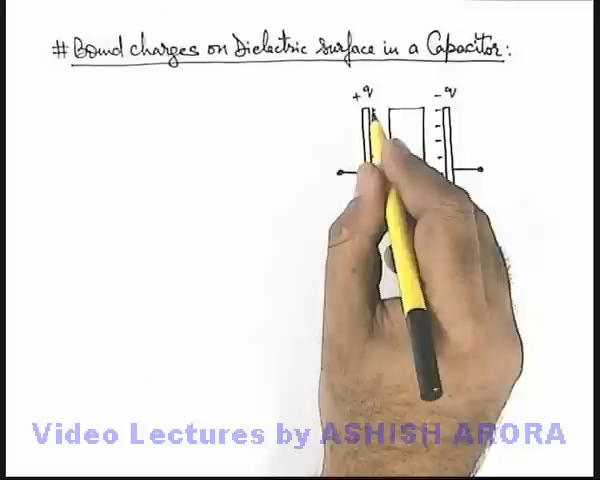 # Bound charges on Dielectric surface in a Capacitor:
+q -q
Video Lectures by ASHISH ARORA